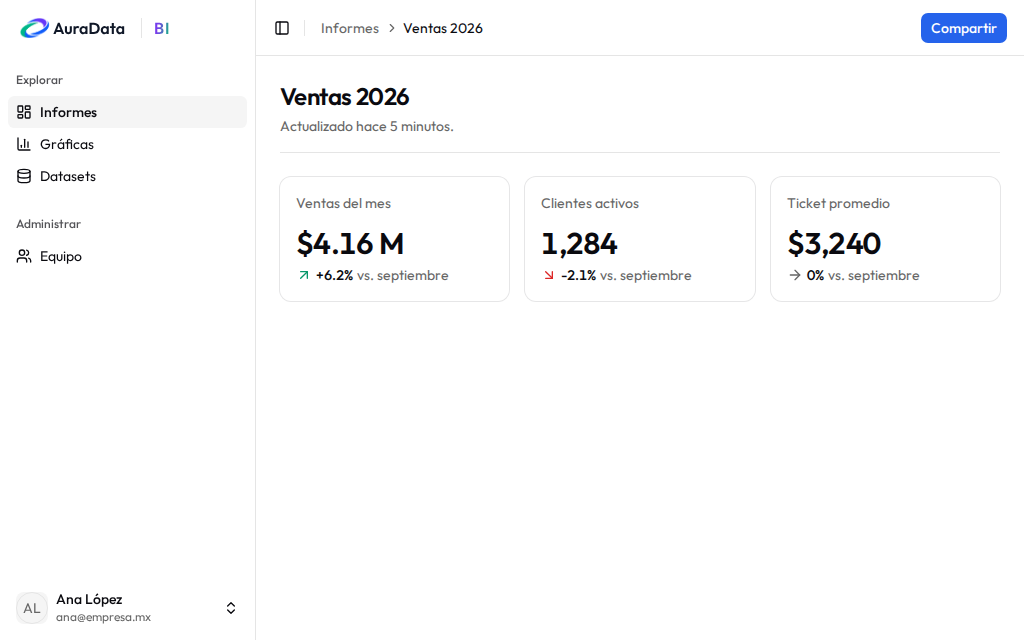 AuraData BI
Explorar
Informes
Gráficas
Datasets
Administrar
Equipo
AL
Ana López
ana@empresa.mx
Informes > Ventas 2026
Compartir
Ventas 2026
Actualizado hace 5 minutos.
Ventas del mes
$4.16 M
+6.2% vs. septiembre
Clientes activos
1,284
-2.1% vs. septiembre
Ticket promedio
$3,240
0% vs. septiembre